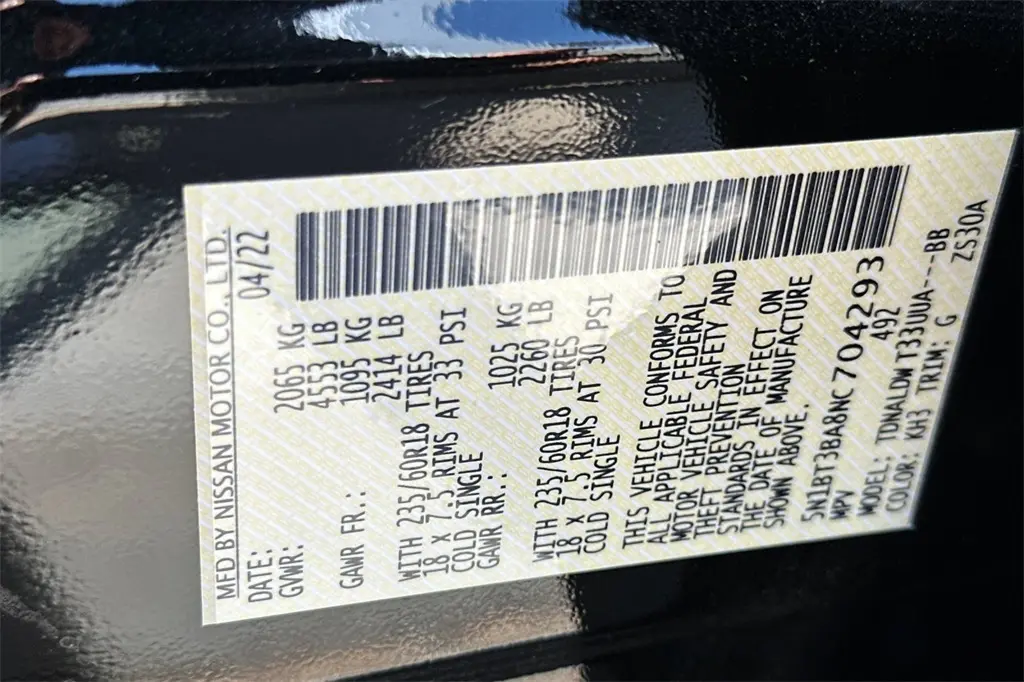 MFD BY NISSAN MOTOR CO., LTD.
DATE: 04/22
GVWR: 2065 KG
4553 LB
GAWR FR.: 1095 KG
2414 LB
WITH 235/60R18 TIRES
18 X 7.5 RIMS AT 33 PSI
COLD SINGLE
GAWR RR.: 1025 KG
2260 LB
WITH 235/60R18 TIRES
18 X 7.5 RIMS AT 30 PSI
COLD SINGLE
THIS VEHICLE CONFORMS TO
ALL APPLICABLE FEDERAL
MOTOR VEHICLE SAFETY AND
THEFT PREVENTION
STANDARDS IN EFFECT ON
THE DATE OF MANUFACTURE
SHOWN ABOVE.
5N1BT3BA8NC704293
MPV 492
MODEL: TDNALDWT33UUA---BB
COLOR: KH3 TRIM: G ZS30A